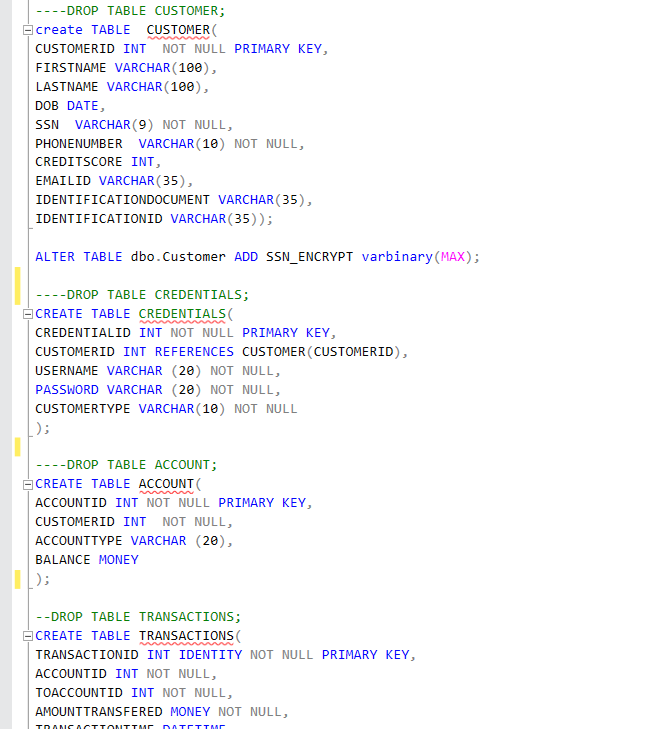 ----DROP TABLE CUSTOMER;
create TABLE  CUSTOMER(
CUSTOMERID INT  NOT NULL PRIMARY KEY,
FIRSTNAME VARCHAR(100),
LASTNAME VARCHAR(100),
DOB DATE,
SSN  VARCHAR(9) NOT NULL,
PHONENUMBER  VARCHAR(10) NOT NULL,
CREDITSCORE INT,
EMAILID VARCHAR(35),
IDENTIFICATIONDOCUMENT VARCHAR(35),
IDENTIFICATIONID VARCHAR(35));
ALTER TABLE dbo.Customer ADD SSN_ENCRYPT varbinary(MAX);
----DROP TABLE CREDENTIALS;
CREATE TABLE CREDENTIALS(
CREDENTIALID INT NOT NULL PRIMARY KEY,
CUSTOMERID INT REFERENCES CUSTOMER(CUSTOMERID),
USERNAME VARCHAR (20) NOT NULL,
PASSWORD VARCHAR (20) NOT NULL,
CUSTOMERTYPE VARCHAR(10) NOT NULL
);
----DROP TABLE ACCOUNT;
CREATE TABLE ACCOUNT(
ACCOUNTID INT NOT NULL PRIMARY KEY,
CUSTOMERID INT  NOT NULL,
ACCOUNTTYPE VARCHAR (20),
BALANCE MONEY
);
--DROP TABLE TRANSACTIONS;
CREATE TABLE TRANSACTIONS(
TRANSACTIONID INT IDENTITY NOT NULL PRIMARY KEY,
ACCOUNTID INT NOT NULL,
TOACCOUNTID INT NOT NULL,
AMOUNTTRANSFERED MONEY NOT NULL,
TRANSACTIONTIME DATETIME